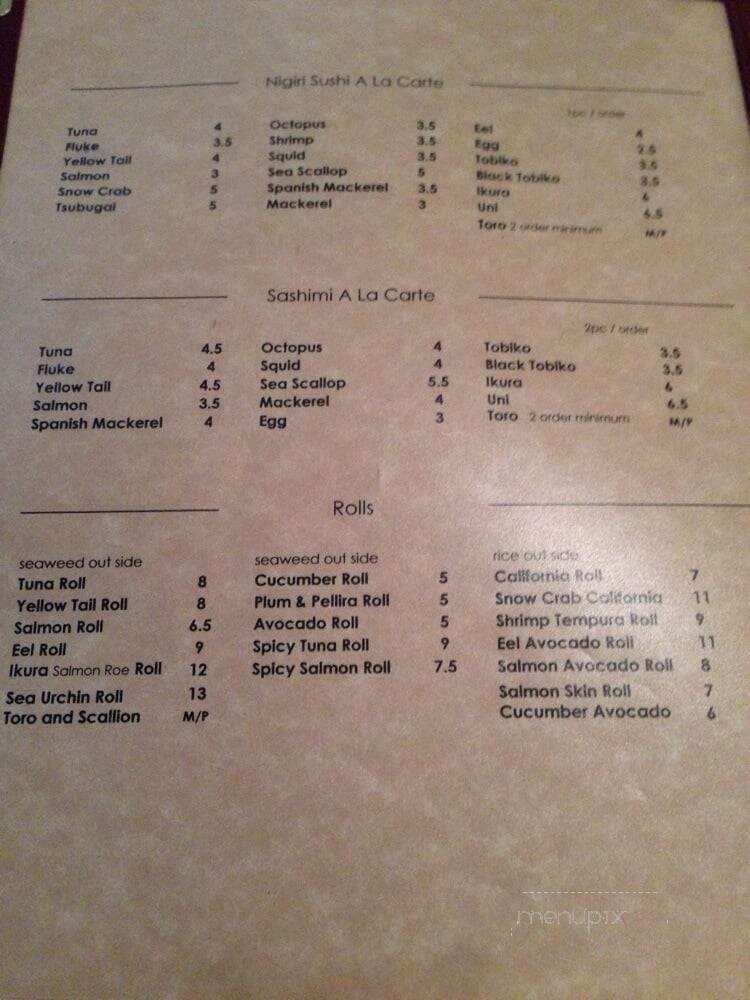 Nigiri Sushi A La Carte
1pc / order
Tuna 4
Fluke 3.5
Yellow Tail 4
Salmon 3
Snow Crab 5
Tsubugai 5
Octopus 3.5
Shrimp 3.5
Squid 3.5
Sea Scallop 5
Spanish Mackerel 3.5
Mackerel 3
Eel 4
Egg 2.5
Tobiko 3.5
Black Tobiko 3.5
Ikura 6
Uni 6.5
Toro 2 order minimum M/P
Sashimi A La Carte
2pc / order
Tuna 4.5
Fluke 4
Yellow Tail 4.5
Salmon 3.5
Spanish Mackerel 4
Octopus 4
Squid 4
Sea Scallop 5.5
Mackerel 4
Egg 3
Tobiko 3.5
Black Tobiko 3.5
Ikura 6
Uni 6.5
Toro 2 order minimum M/P
Rolls
seaweed out side
Tuna Roll 8
Yellow Tail Roll 8
Salmon Roll 6.5
Eel Roll 9
Ikura Salmon Roe Roll 12
Sea Urchin Roll 13
Toro and Scallion M/P
seaweed out side
Cucumber Roll 5
Plum & Pellira Roll 5
Avocado Roll 5
Spicy Tuna Roll 9
Spicy Salmon Roll 7.5
rice out side
California Roll 7
Snow Crab California 11
Shrimp Tempura Roll 9
Eel Avocado Roll 11
Salmon Avocado Roll 8
Salmon Skin Roll 7
Cucumber Avocado 6
menupix